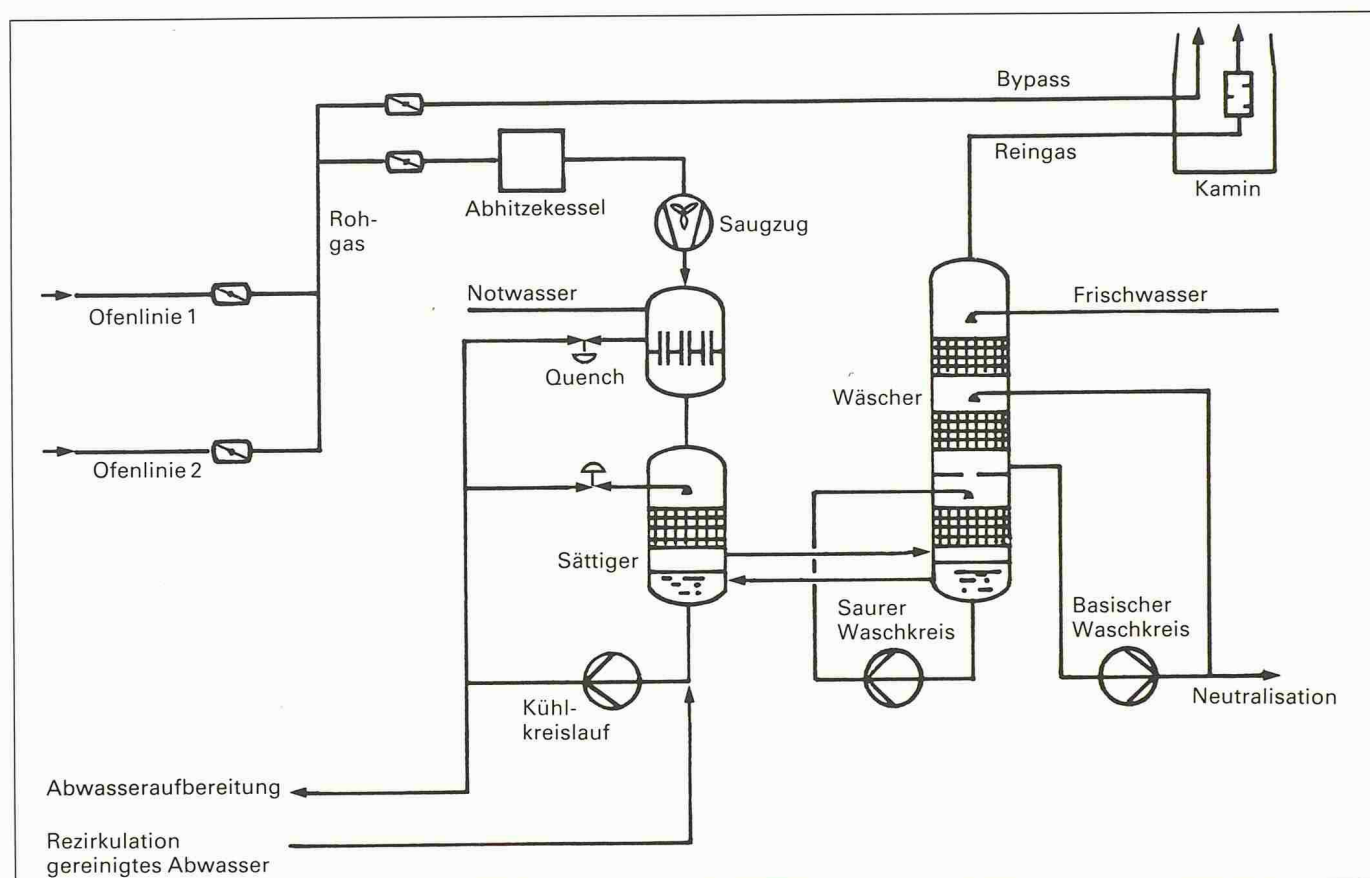 Bypass
Reingas
Kamin
Abhitzekessel
Roh-
gas
Saugzug
Notwasser
Frischwasser
Ofenlinie 1
Quench
Wäscher
Ofenlinie 2
Sättiger
Saurer
Waschkreis
Basischer
Waschkreis
Kühl-
kreislauf
Neutralisation
Abwasseraufbereitung
Rezirkulation
gereinigtes Abwasser